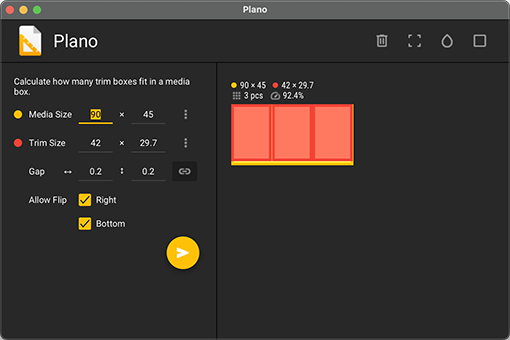 Plano
Plano
Calculate how many trim boxes fit in a media
box.
Media Size 90 × 45
Trim Size 42 × 29.7
Gap ↔ 0.2 ↕ 0.2
Allow Flip Right
Bottom
90 × 45 42 × 29.7
3 pcs 92.4%